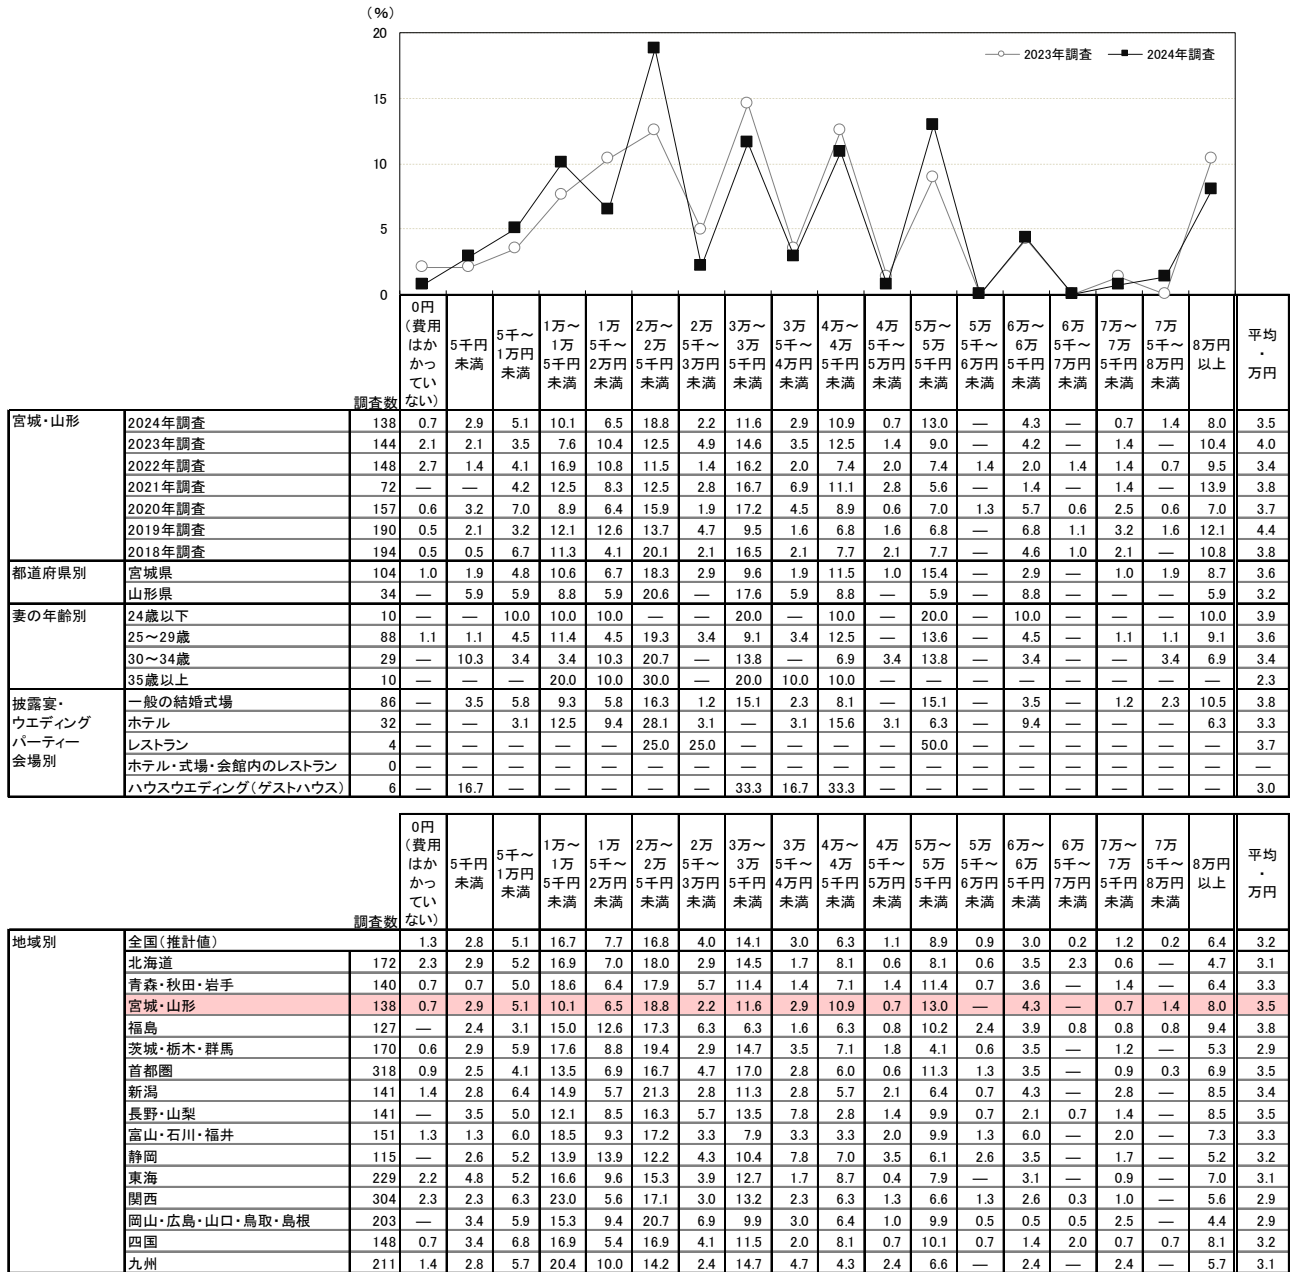 (%)
20
15
10
5
0
2023年調査 2024年調査
調査数 0円(費用はかかっていない) 5千円未満 5千～1万円未満 1万～1万5千円未満 1万5千～2万円未満 2万～2万5千円未満 2万5千～3万円未満 3万～3万5千円未満 3万5千～4万円未満 4万～4万5千円未満 4万5千～5万円未満 5万～5万5千円未満 5万5千～6万円未満 6万～6万5千円未満 6万5千～7万円未満 7万～7万5千円未満 7万5千～8万円未満 8万円以上 平均・万円
宮城・山形 2024年調査 138 0.7 2.9 5.1 10.1 6.5 18.8 2.2 11.6 2.9 10.9 0.7 13.0 — 4.3 — 0.7 1.4 8.0 3.5
2023年調査 144 2.1 2.1 3.5 7.6 10.4 12.5 4.9 14.6 3.5 12.5 1.4 9.0 — 4.2 — 1.4 — 10.4 4.0
2022年調査 148 2.7 1.4 4.1 16.9 10.8 11.5 1.4 16.2 2.0 7.4 2.0 7.4 1.4 2.0 1.4 1.4 0.7 9.5 3.4
2021年調査 72 — — 4.2 12.5 8.3 12.5 2.8 16.7 6.9 11.1 2.8 5.6 — 1.4 — 1.4 — 13.9 3.8
2020年調査 157 0.6 3.2 7.0 8.9 6.4 15.9 1.9 17.2 4.5 8.9 0.6 7.0 1.3 5.7 0.6 2.5 0.6 7.0 3.7
2019年調査 190 0.5 2.1 3.2 12.1 12.6 13.7 4.7 9.5 1.6 6.8 1.6 6.8 — 6.8 1.1 3.2 1.6 12.1 4.4
2018年調査 194 0.5 0.5 6.7 11.3 4.1 20.1 2.1 16.5 2.1 7.7 2.1 7.7 — 4.6 1.0 2.1 — 10.8 3.8
都道府県別 宮城県 104 1.0 1.9 4.8 10.6 6.7 18.3 2.9 9.6 1.9 11.5 1.0 15.4 — 2.9 — 1.0 1.9 8.7 3.6
山形県 34 — 5.9 5.9 8.8 5.9 20.6 — 17.6 5.9 8.8 — 5.9 — 8.8 — — — 5.9 3.2
妻の年齢別 24歳以下 10 — — 10.0 10.0 10.0 — — 20.0 — 10.0 — 20.0 — 10.0 — — — 10.0 3.9
25～29歳 88 1.1 1.1 4.5 11.4 4.5 19.3 3.4 9.1 3.4 12.5 — 13.6 — 4.5 — 1.1 1.1 9.1 3.6
30～34歳 29 — 10.3 3.4 3.4 10.3 20.7 — 13.8 — 6.9 3.4 13.8 — 3.4 — — 3.4 6.9 3.4
35歳以上 10 — — — 20.0 10.0 30.0 — 20.0 10.0 10.0 — — — — — — — — 2.3
披露宴・ウエディングパーティー会場別 一般の結婚式場 86 — 3.5 5.8 9.3 5.8 16.3 1.2 15.1 2.3 8.1 — 15.1 — 3.5 — 1.2 2.3 10.5 3.8
ホテル 32 — — 3.1 12.5 9.4 28.1 3.1 — 3.1 15.6 3.1 6.3 — 9.4 — — — 6.3 3.3
レストラン 4 — — — — — 25.0 25.0 — — — — 50.0 — — — — — — 3.7
ホテル・式場・会館内のレストラン 0 — — — — — — — — — — — — — — — — — — —
ハウスウエディング(ゲストハウス) 6 — 16.7 — — — — — 33.3 16.7 33.3 — — — — — — — — 3.0
調査数 0円(費用はかかっていない) 5千円未満 5千～1万円未満 1万～1万5千円未満 1万5千～2万円未満 2万～2万5千円未満 2万5千～3万円未満 3万～3万5千円未満 3万5千～4万円未満 4万～4万5千円未満 4万5千～5万円未満 5万～5万5千円未満 5万5千～6万円未満 6万～6万5千円未満 6万5千～7万円未満 7万～7万5千円未満 7万5千～8万円未満 8万円以上 平均・万円
地域別 全国(推計値) 1.3 2.8 5.1 16.7 7.7 16.8 4.0 14.1 3.0 6.3 1.1 8.9 0.9 3.0 0.2 1.2 0.2 6.4 3.2
北海道 172 2.3 2.9 5.2 16.9 7.0 18.0 2.9 14.5 1.7 8.1 0.6 8.1 0.6 3.5 2.3 0.6 — 4.7 3.1
青森・秋田・岩手 140 0.7 0.7 5.0 18.6 6.4 17.9 5.7 11.4 1.4 7.1 1.4 11.4 0.7 3.6 — 1.4 — 6.4 3.3
宮城・山形 138 0.7 2.9 5.1 10.1 6.5 18.8 2.2 11.6 2.9 10.9 0.7 13.0 — 4.3 — 0.7 1.4 8.0 3.5
福島 127 — 2.4 3.1 15.0 12.6 17.3 6.3 6.3 1.6 6.3 0.8 10.2 2.4 3.9 0.8 0.8 0.8 9.4 3.8
茨城・栃木・群馬 170 0.6 2.9 5.9 17.6 8.8 19.4 2.9 14.7 3.5 7.1 1.8 4.1 0.6 3.5 — 1.2 — 5.3 2.9
首都圏 318 0.9 2.5 4.1 13.5 6.9 16.7 4.7 17.0 2.8 6.0 0.6 11.3 1.3 3.5 — 0.9 0.3 6.9 3.5
新潟 141 1.4 2.8 6.4 14.9 5.7 21.3 2.8 11.3 2.8 5.7 2.1 6.4 0.7 4.3 — 2.8 — 8.5 3.4
長野・山梨 141 — 3.5 5.0 12.1 8.5 16.3 5.7 13.5 7.8 2.8 1.4 9.9 0.7 2.1 0.7 1.4 — 8.5 3.5
富山・石川・福井 151 1.3 1.3 6.0 18.5 9.3 17.2 3.3 7.9 3.3 3.3 2.0 9.9 1.3 6.0 — 2.0 — 7.3 3.3
静岡 115 — 2.6 5.2 13.9 13.9 12.2 4.3 10.4 7.8 7.0 3.5 6.1 2.6 3.5 — 1.7 — 5.2 3.2
東海 229 2.2 4.8 5.2 16.6 9.6 15.3 3.9 12.7 1.7 8.7 0.4 7.9 — 3.1 — 0.9 — 7.0 3.1
関西 304 2.3 2.3 6.3 23.0 5.6 17.1 3.0 13.2 2.3 6.3 1.3 6.6 1.3 2.6 0.3 1.0 — 5.6 2.9
岡山・広島・山口・鳥取・島根 203 — 3.4 5.9 15.3 9.4 20.7 6.9 9.9 3.0 6.4 1.0 9.9 0.5 0.5 0.5 2.5 — 4.4 2.9
四国 148 0.7 3.4 6.8 16.9 5.4 16.9 4.1 11.5 2.0 8.1 0.7 10.1 0.7 1.4 2.0 0.7 0.7 8.1 3.2
九州 211 1.4 2.8 5.7 20.4 10.0 14.2 2.4 14.7 4.7 4.3 2.4 6.6 — 2.4 — 2.4 — 5.7 3.1